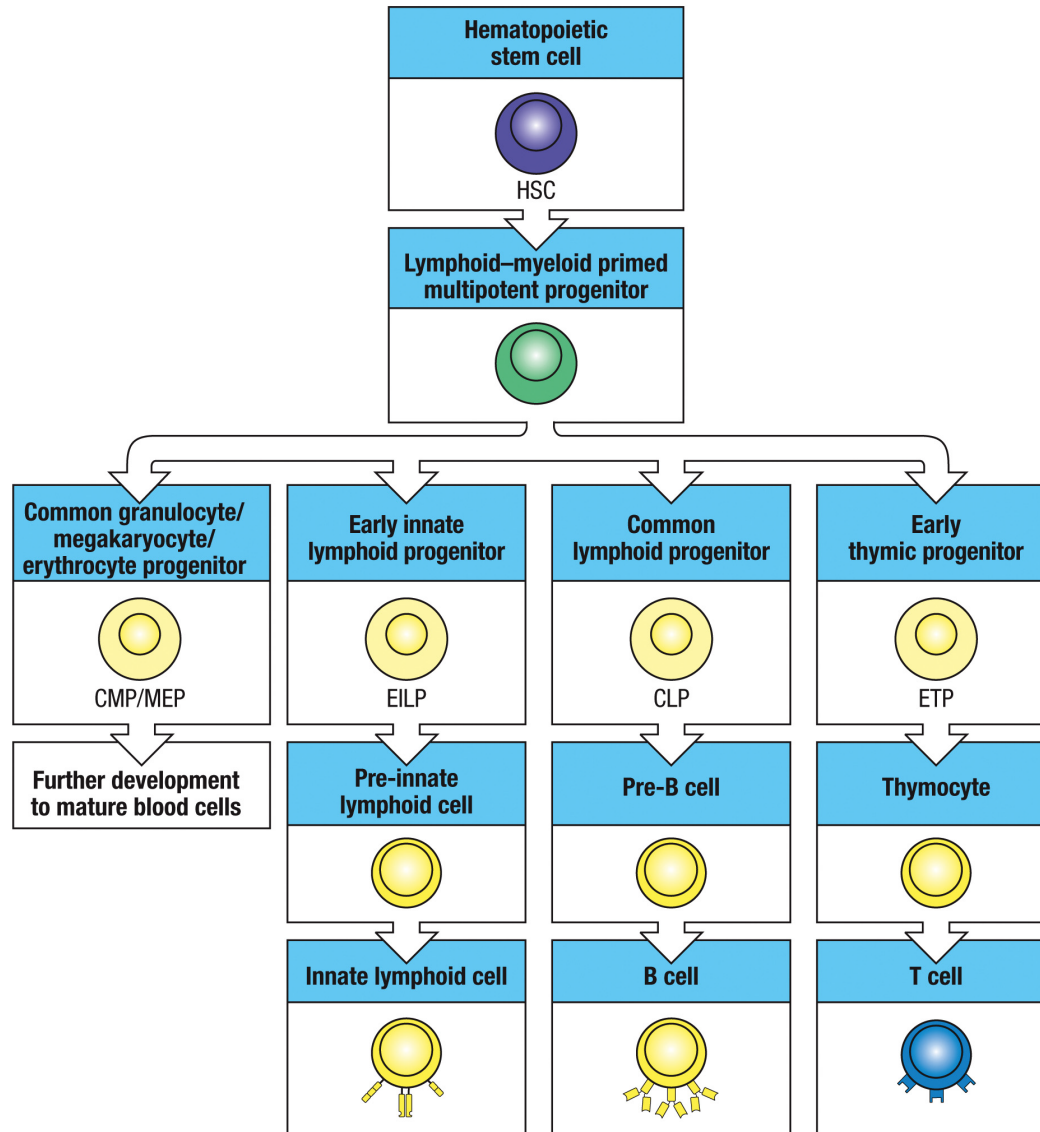 Hematopoietic
stem cell
HSC
Lymphoid–myeloid primed
multipotent progenitor
Common granulocyte/
megakaryocyte/
erythrocyte progenitor
CMP/MEP
Early innate
lymphoid progenitor
EILP
Common
lymphoid progenitor
CLP
Early
thymic progenitor
ETP
Further development
to mature blood cells
Pre-innate
lymphoid cell
Pre-B cell
Thymocyte
Innate lymphoid cell
B cell
T cell